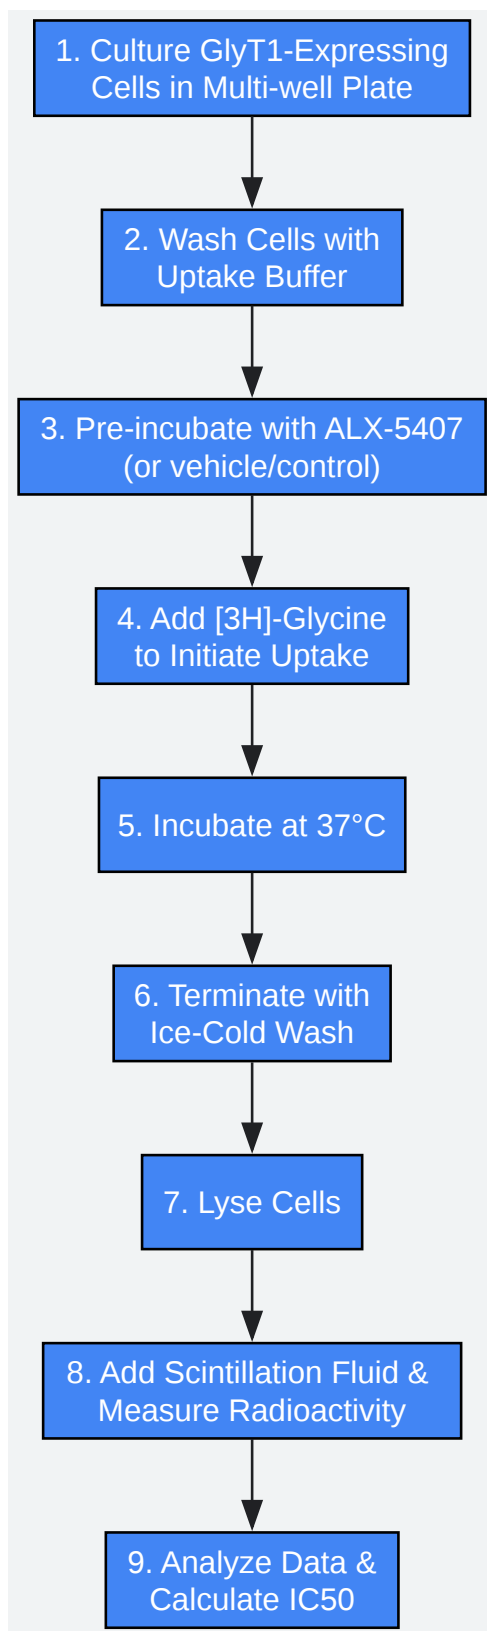 1. Culture GlyT1-Expressing
Cells in Multi-well Plate
2. Wash Cells with
Uptake Buffer
3. Pre-incubate with ALX-5407
(or vehicle/control)
4. Add [3H]-Glycine
to Initiate Uptake
5. Incubate at 37°C
6. Terminate with
Ice-Cold Wash
7. Lyse Cells
8. Add Scintillation Fluid &
Measure Radioactivity
9. Analyze Data &
Calculate IC50